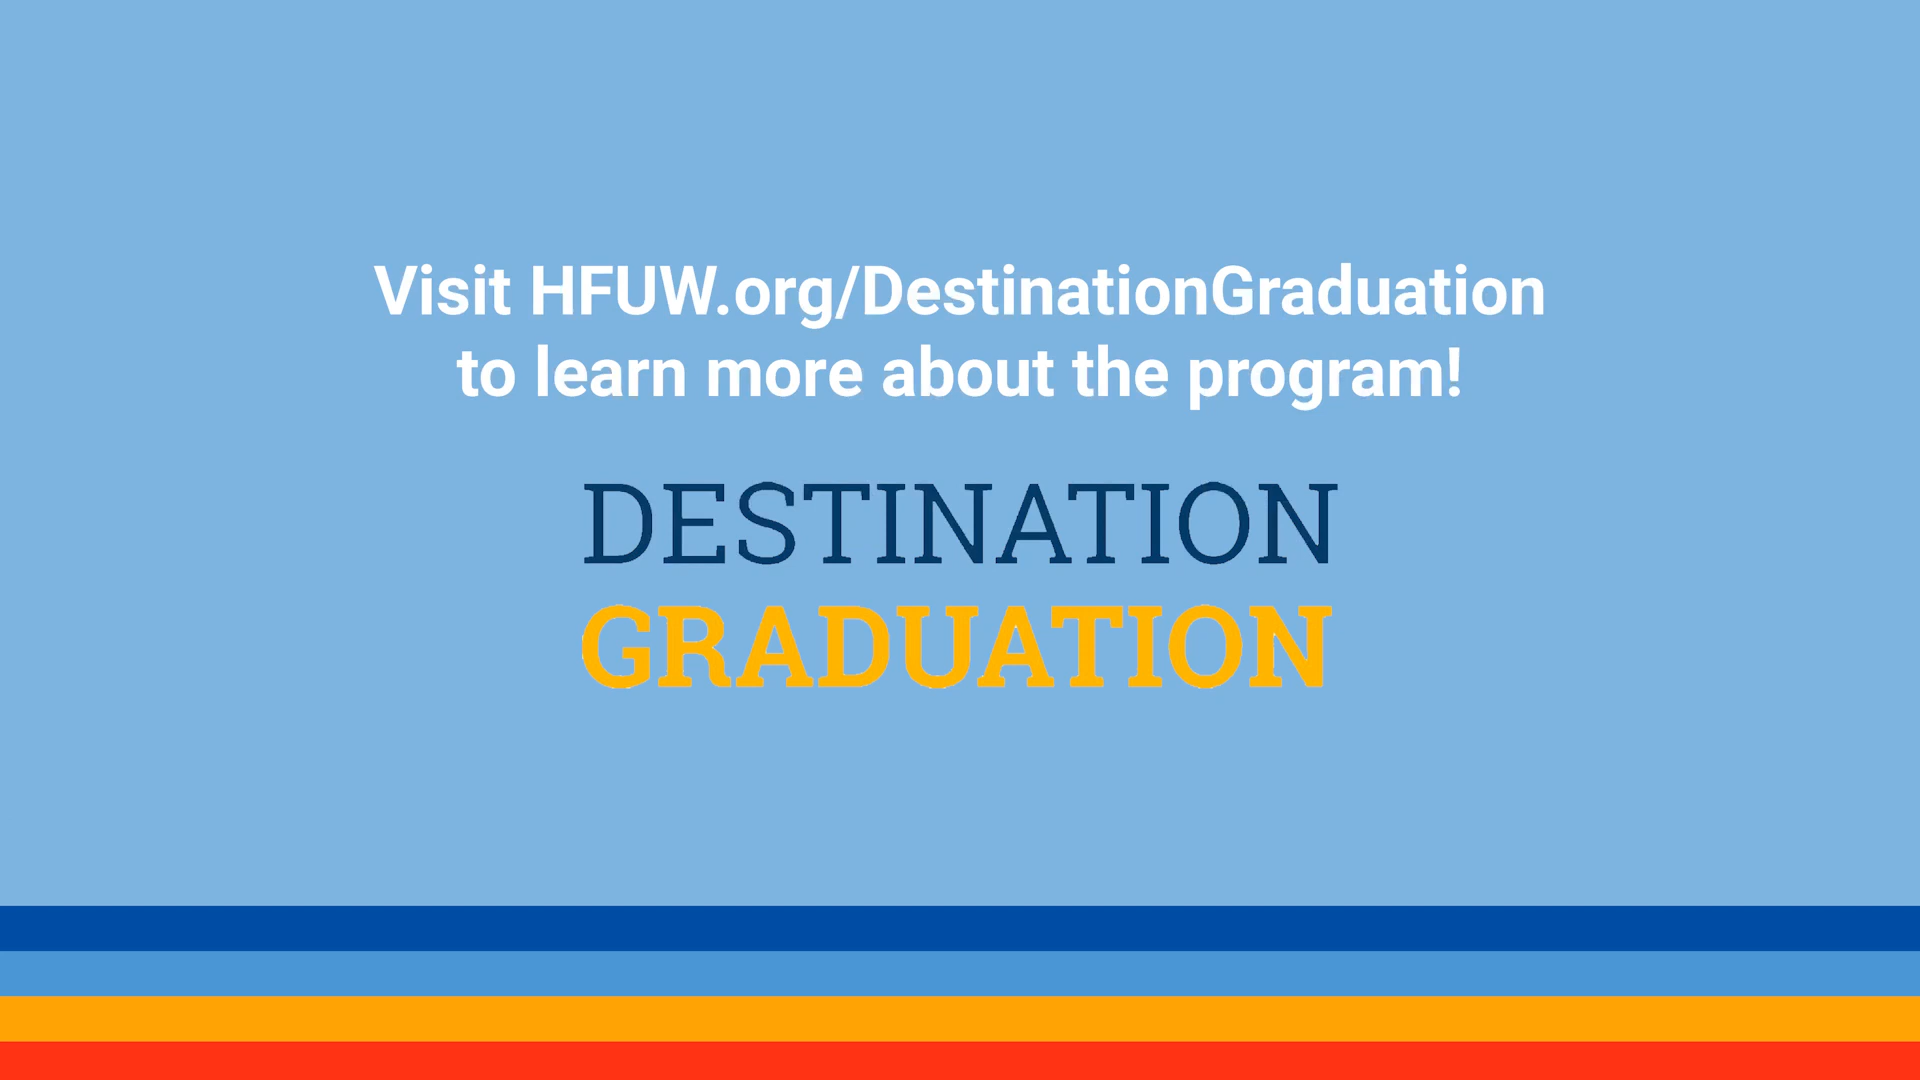 Visit HFUW.org/DestinationGraduation
to learn more about the program!
DESTINATION
GRADUATION